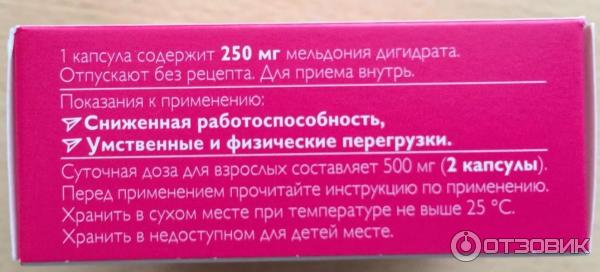 1 капсула содержит 250 мг мельдония дигидрата.
Отпускают без рецепта. Для приема внутрь.
Показания к применению:
Сниженная работоспособность,
Умственные и физические перегрузки.
Суточная доза для взрослых составляет 500 мг (2 капсулы).
Перед применением прочитайте инструкцию по применению.
Хранить в сухом месте при температуре не выше 25 °C.
Хранить в недоступном для детей месте.
ОТЗОВИК